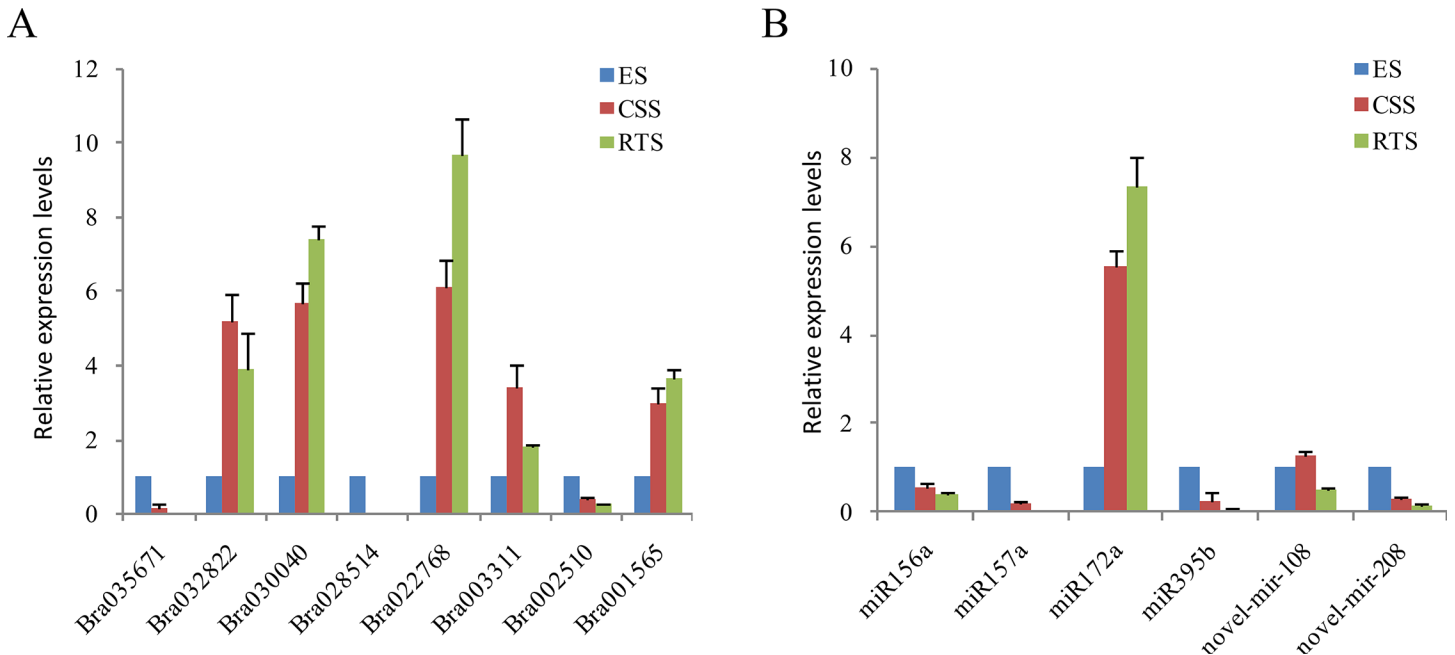 A
Relative expression levels
12
10
8
6
4
2
0
ES
CSS
RTS
Bra035671
Bra032822
Bra030040
Bra028514
Bra022768
Bra003311
Bra002510
Bra001565
B
Relative expression levels
10
8
6
4
2
0
ES
CSS
RTS
miR156a
miR157a
miR172a
miR395b
novel-mir-108
novel-mir-208